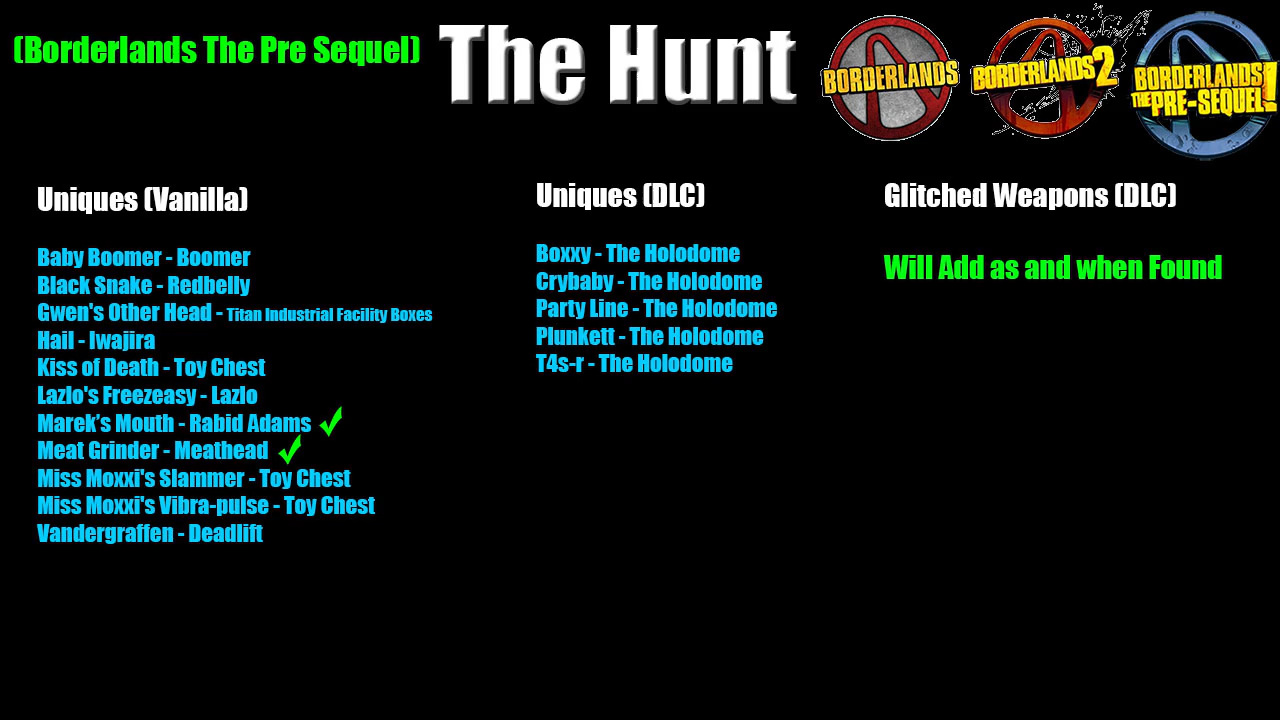 (Borderlands The Pre Sequel)
The Hunt
BORDERLANDS
BORDERLANDS 2
BORDERLANDS
THE PRE-SEQUEL!
Uniques (Vanilla)
Baby Boomer - Boomer
Black Snake - Redbelly
Gwen's Other Head - Titan Industrial Facility Boxes
Hail - Iwajira
Kiss of Death - Toy Chest
Lazlo's Freezeasy - Lazlo
Marek's Mouth - Rabid Adams
Meat Grinder - Meathead
Miss Moxxi's Slammer - Toy Chest
Miss Moxxi's Vibra-pulse - Toy Chest
Vandergraffen - Deadlift
Uniques (DLC)
Boxxy - The Holodome
Crybaby - The Holodome
Party Line - The Holodome
Plunkett - The Holodome
T4s-r - The Holodome
Glitched Weapons (DLC)
Will Add as and when Found